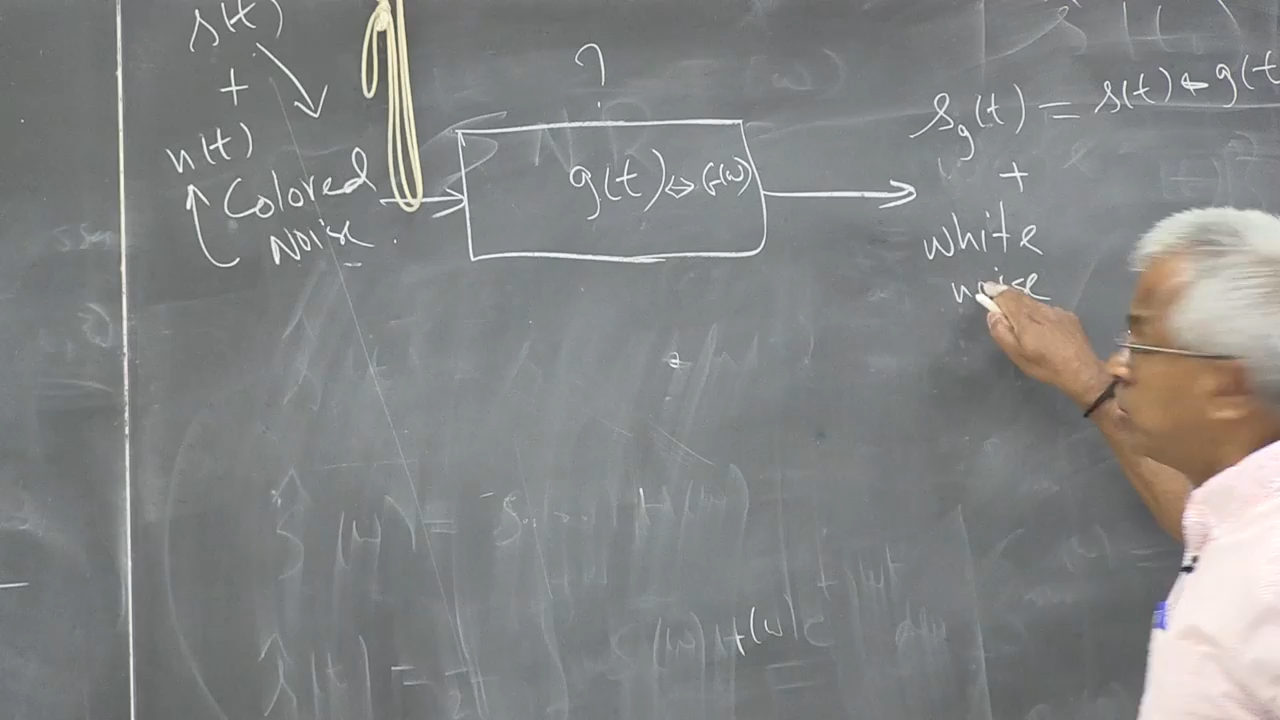 s(t)
+
n(t)
Colored
Noise.
?
g(t) ↔ G(ω)
s_g(t) = s(t) * g(t
+
white
noise
(ω) =
(t) =